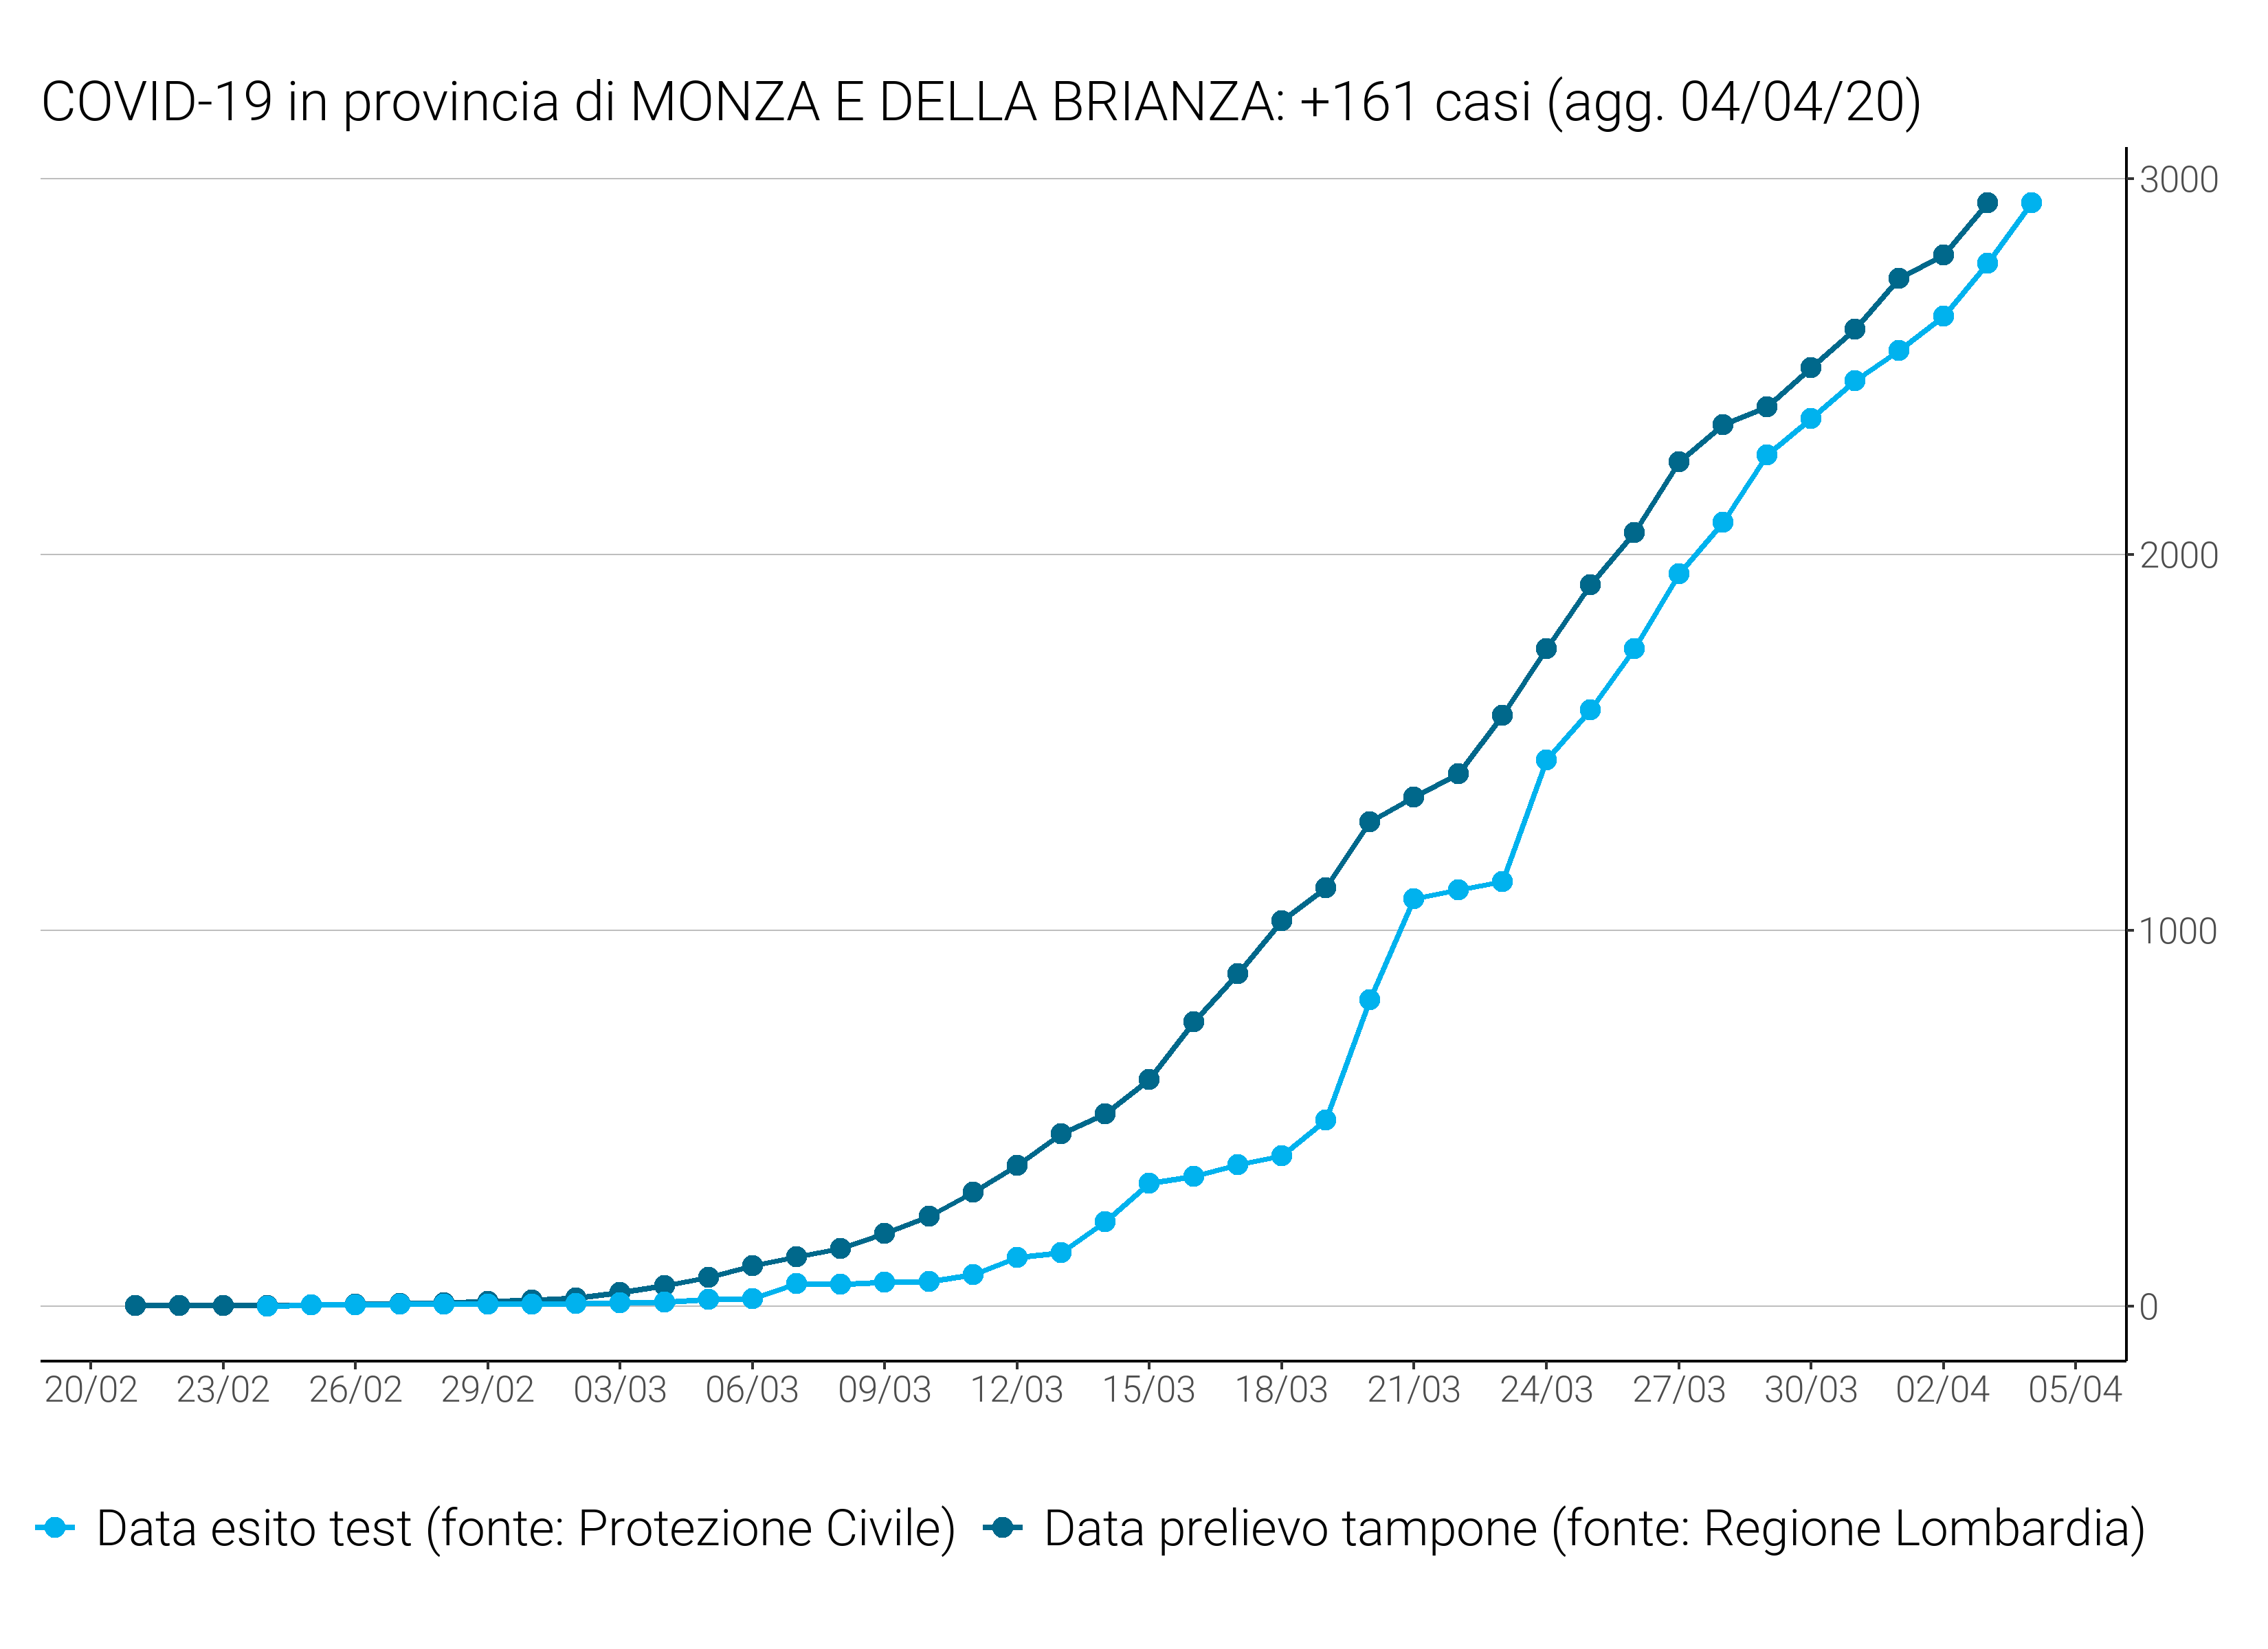 COVID-19 in provincia di MONZA E DELLA BRIANZA: +161 casi (agg. 04/04/20)
3000
2000
1000
0
20/02 23/02 26/02 29/02 03/03 06/03 09/03 12/03 15/03 18/03 21/03 24/03 27/03 30/03 02/04 05/04
Data esito test (fonte: Protezione Civile) Data prelievo tampone (fonte: Regione Lombardia)